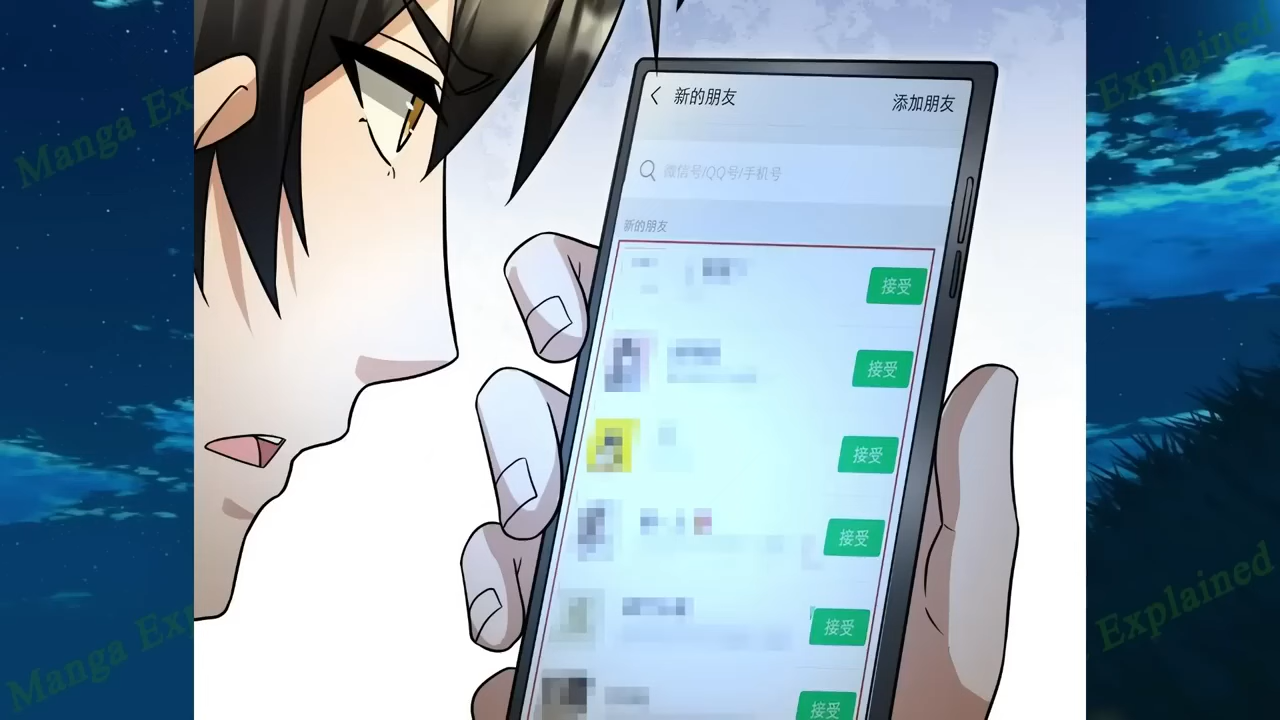 新的朋友
添加朋友
微信号/QQ号/手机号
新的朋友
接受
接受
接受
接受
接受
接受
Manga Ex
Explained
Manga Exp
Explained